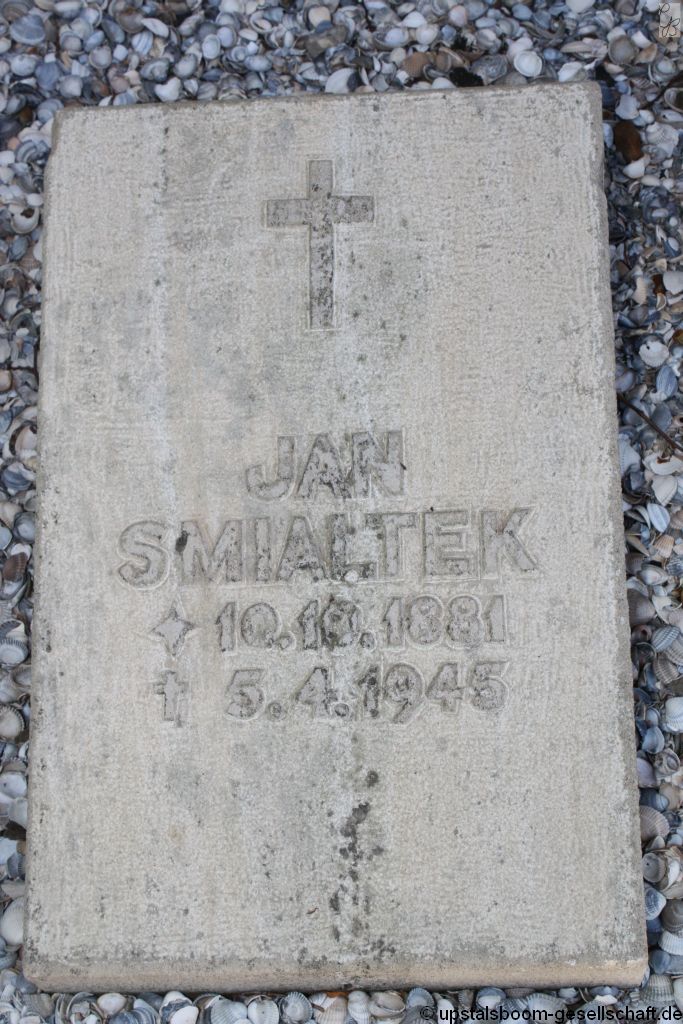 JAN
SMIALTEK
10.10.1881
† 5.4.1945
© upstalsboom-gesellschaft.de